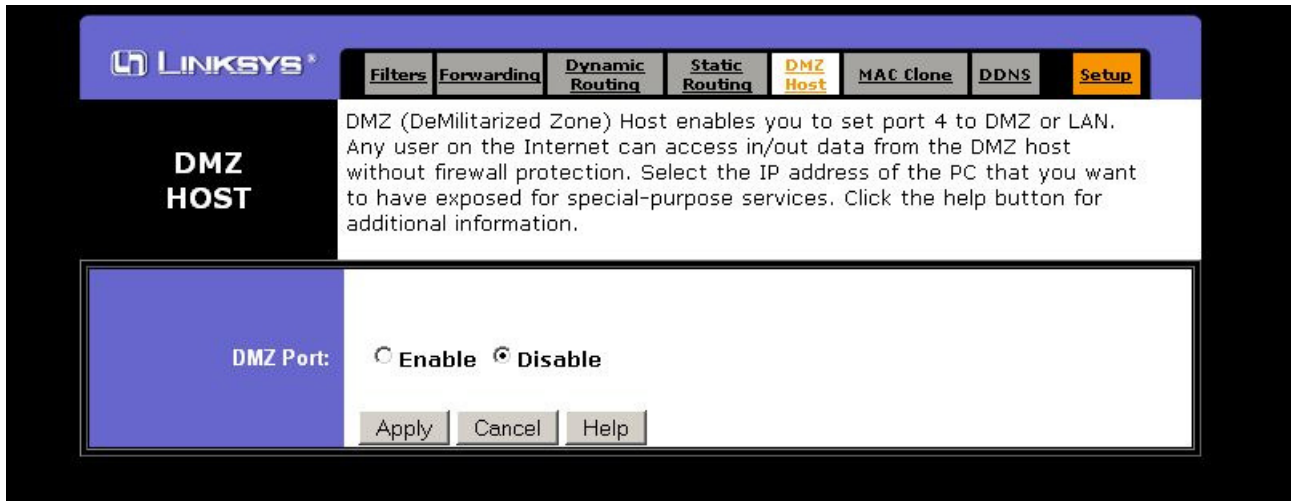 LINKSYS®
Filters Forwarding Dynamic Routing Static Routing DMZ Host MAC Clone DDNS Setup
DMZ
HOST
DMZ (DeMilitarized Zone) Host enables you to set port 4 to DMZ or LAN.
Any user on the Internet can access in/out data from the DMZ host
without firewall protection. Select the IP address of the PC that you want
to have exposed for special-purpose services. Click the help button for
additional information.
DMZ Port: Enable Disable
Apply Cancel Help